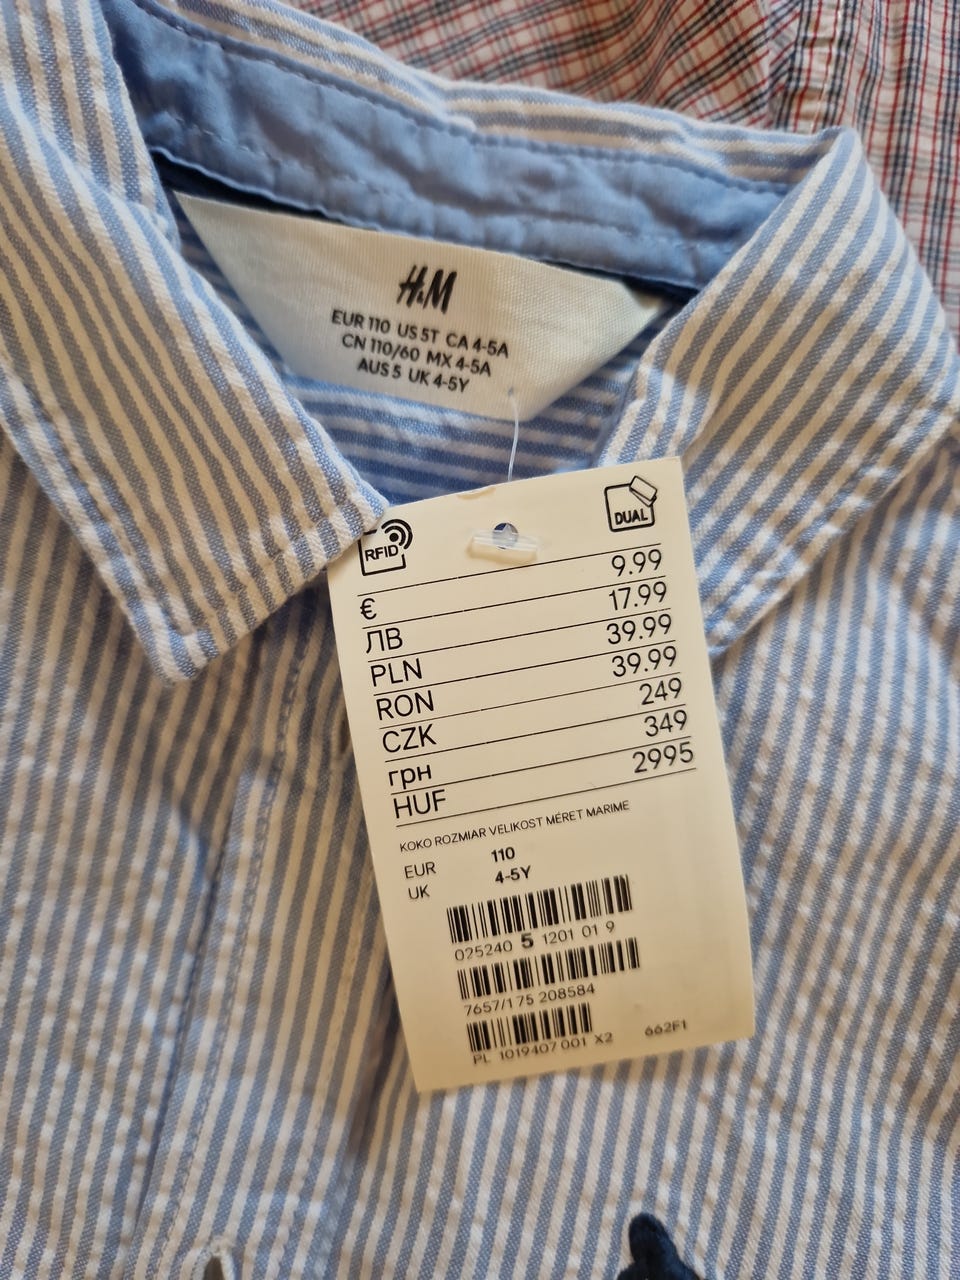 H&M
EUR 110 US 5T CA 4-5A
CN 110/60 MX 4-5A
AUS 5 UK 4-5Y
RFID
DUAL
€ 9.99
ЛВ 17.99
PLN 39.99
RON 39.99
CZK 249
грн 349
HUF 2995
KOKO ROZMIAR VELIKOST MÉRET MARIME
EUR 110
UK 4-5Y
025240 5 1201 01 9
7657/1 75 208584
PL 1019407 001 X2 662F1